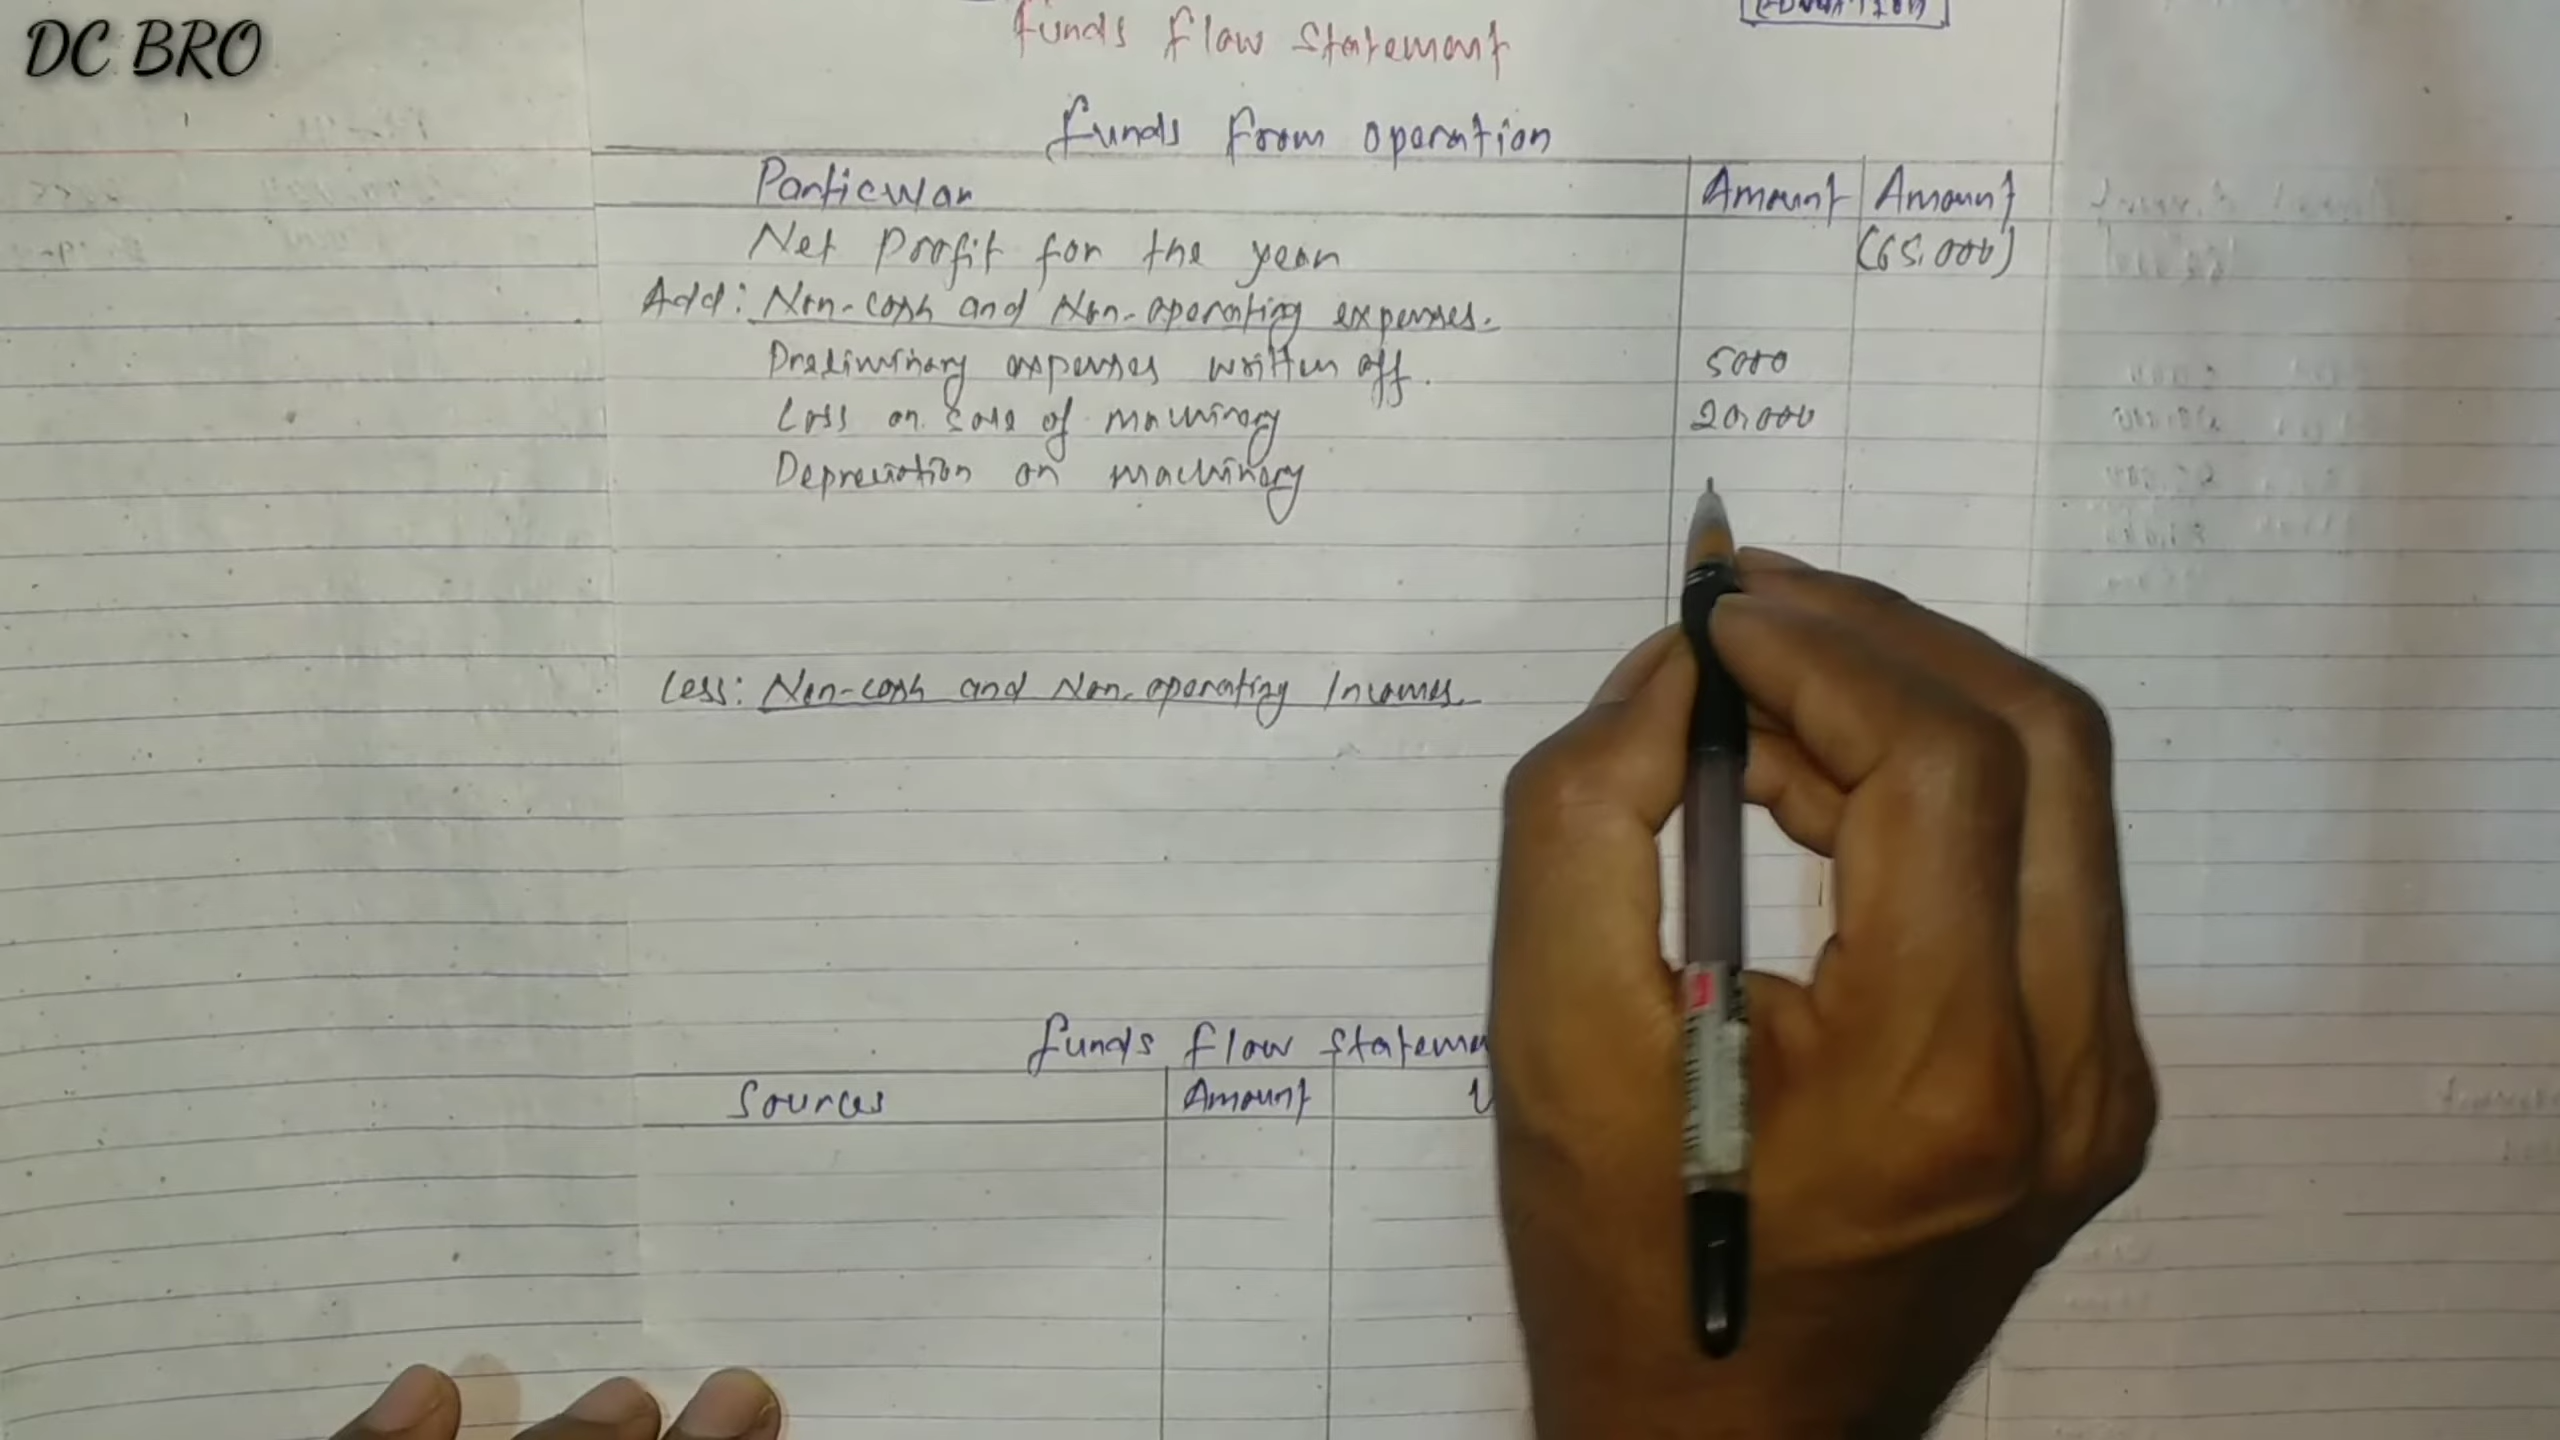 DC BRO
Funds flow statement
Funds from operation
Particular Amount Amount
Net Profit for the year (65,000)
Add: Non-cash and Non-operating expenses.
Preliminary expenses written off. 5000
Loss on sale of machinery 20,000
Depreciation on machinery
Less: Non-cash and Non-operating Incomes.
Funds flow stateme
Sources Amount